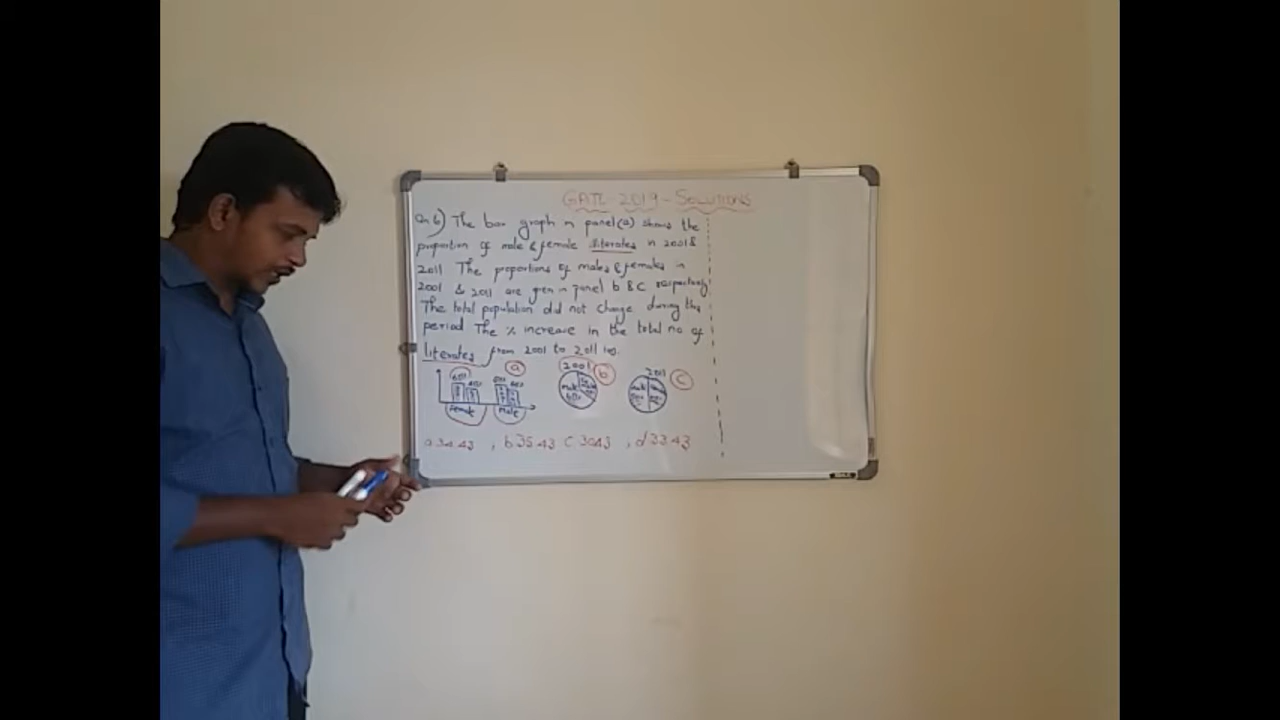 GATE - 2019 - Solutions
Qn 6) The bar graph in panel (a) shows the
proportion of male & female literates in 2001 &
2011 The proportions of males & females in
2001 & 2011 are given in panel b & c respectively
The total population did not change during this
period The % increase in the total no of
literates from 2001 to 2011 is
a
2001
b
2011
c
Female
Male
a 34.43 , b 35.43 c 30.43 , d 33.43